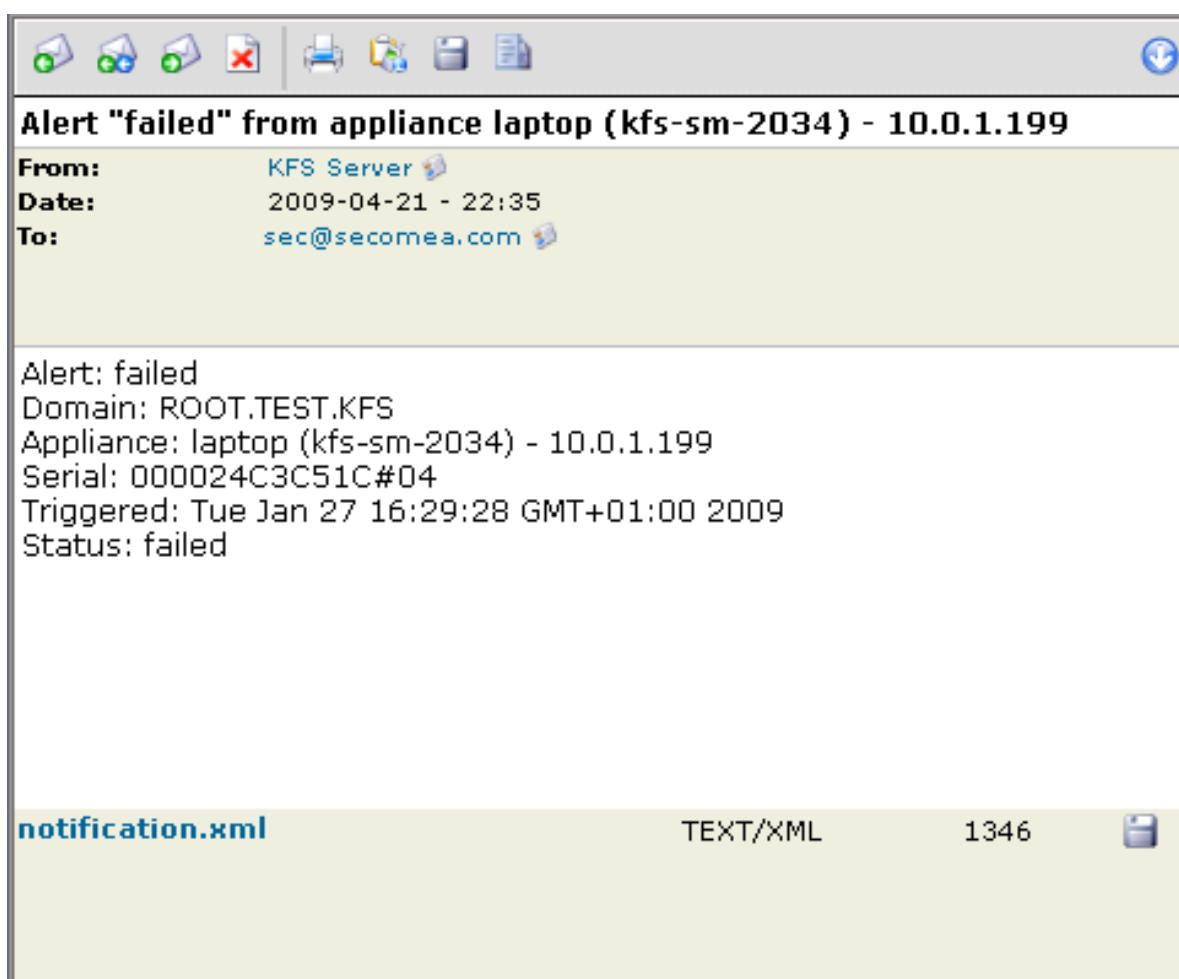 Alert "failed" from appliance laptop (kfs-sm-2034) - 10.0.1.199
From: KFS Server
Date: 2009-04-21 - 22:35
To: sec@secomea.com
Alert: failed
Domain: ROOT.TEST.KFS
Appliance: laptop (kfs-sm-2034) - 10.0.1.199
Serial: 000024C3C51C#04
Triggered: Tue Jan 27 16:29:28 GMT+01:00 2009
Status: failed
notification.xml TEXT/XML 1346